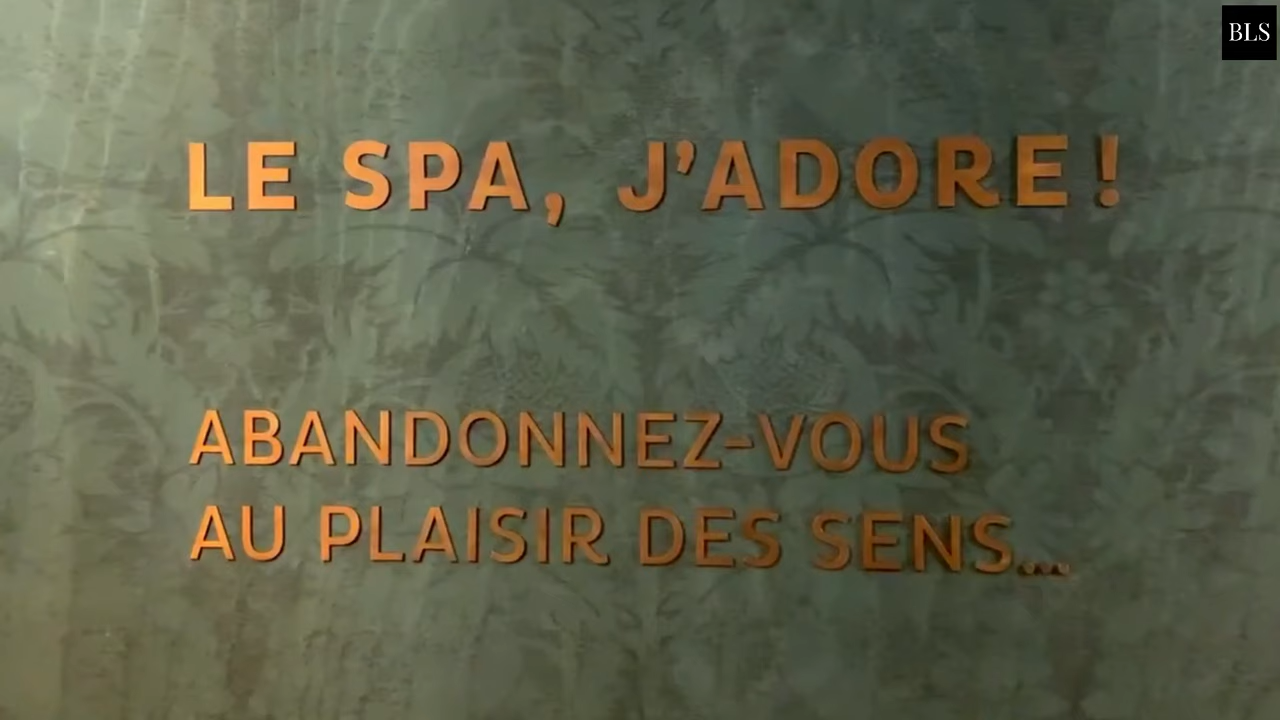 BLS
LE SPA, J'ADORE !
ABANDONNEZ-VOUS
AU PLAISIR DES SENS...